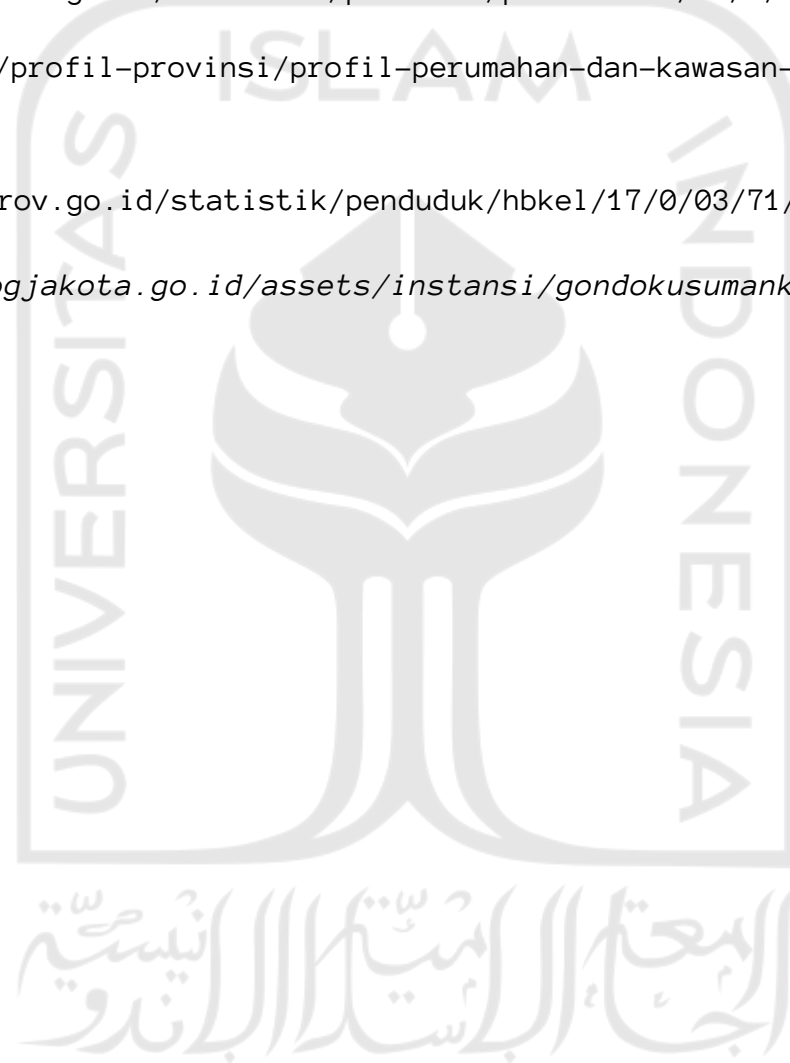 /profil-provinsi/profil-perumahan-dan-kawasan-
rov.go.id/statistik/penduduk/hbkel/17/0/03/71/
ogjakota.go.id/assets/instansi/gondokusumank
ISLAM
UNIVERSITAS
INDONESIA